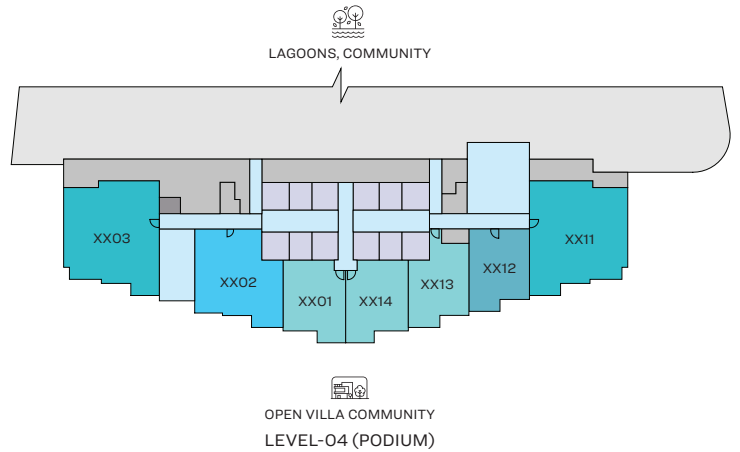 LAGOONS, COMMUNITY
XX03
XX02
XX01
XX14
XX13
XX12
XX11
OPEN VILLA COMMUNITY
LEVEL-04 (PODIUM)